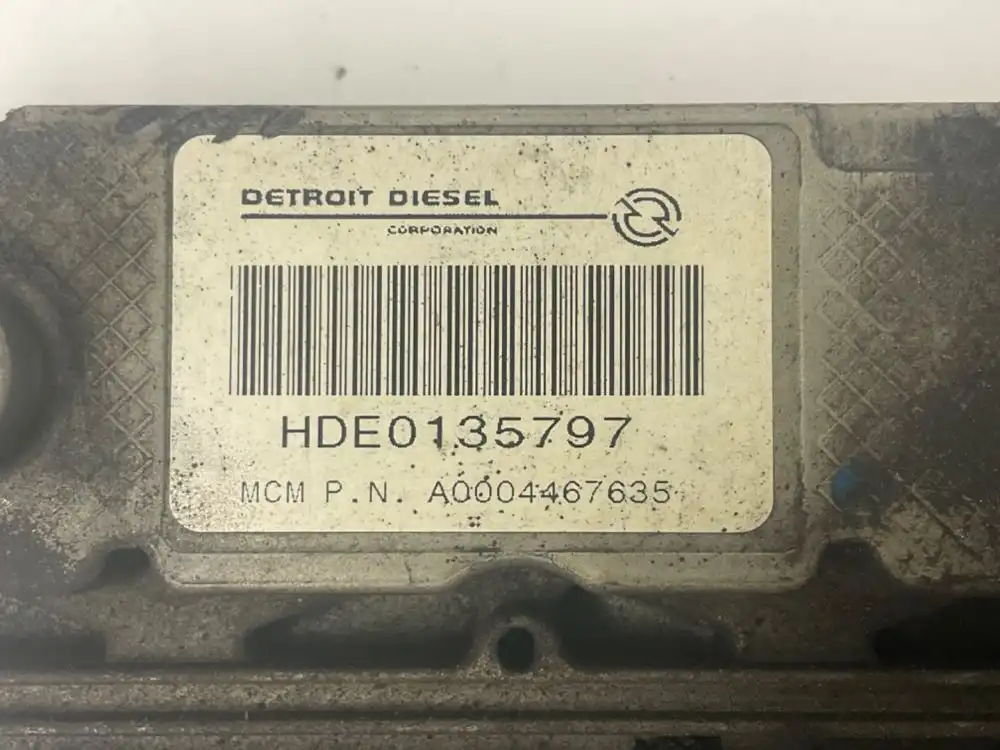 DETROIT DIESEL
CORPORATION
HDE0135797
MCM P.N. A0004467635